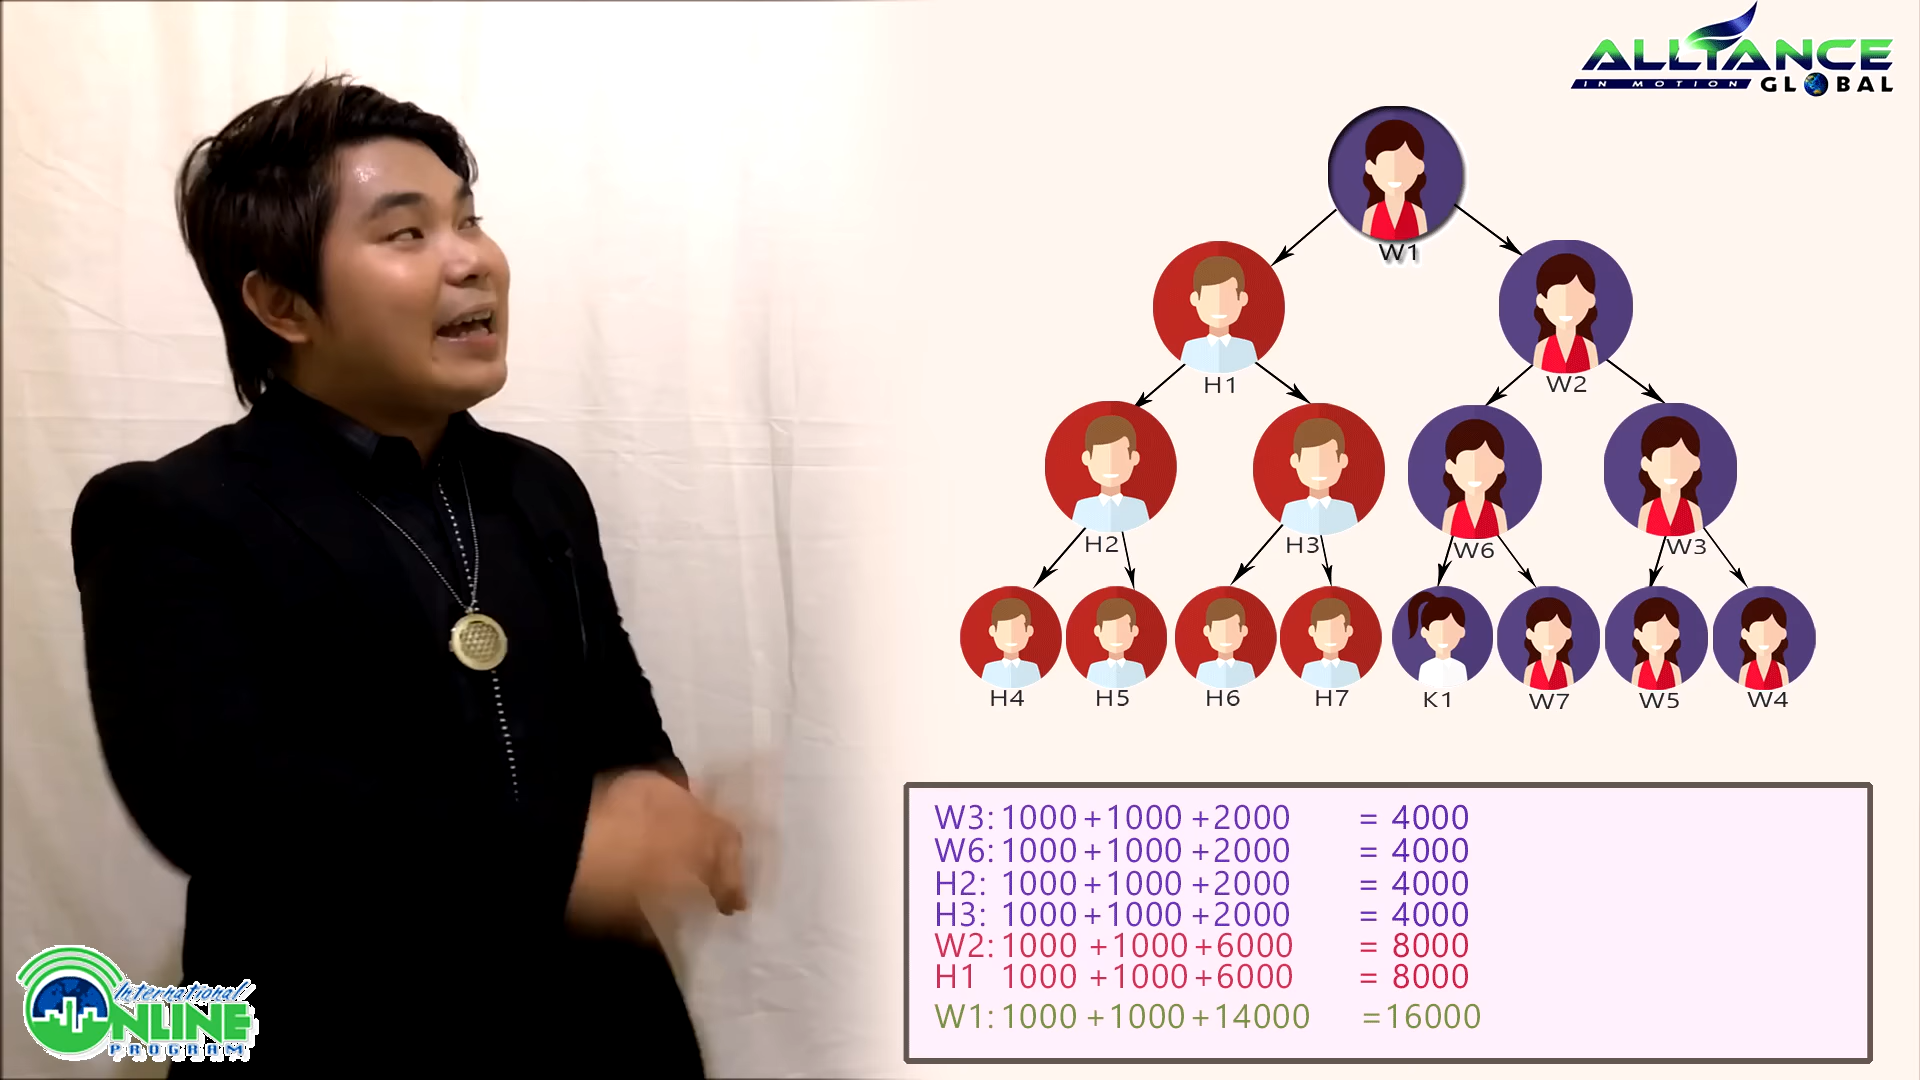 ALLIANCE
IN MOTION GLOBAL
W1
H1 W2
H2 H3 W6 W3
H4 H5 H6 H7 K1 W7 W5 W4
W3: 1000 +1000 +2000 = 4000
W6: 1000 +1000 +2000 = 4000
H2: 1000 +1000 +2000 = 4000
H3: 1000 +1000 +2000 = 4000
W2: 1000 +1000 +6000 = 8000
H1 1000 +1000 +6000 = 8000
W1: 1000 +1000 +14000 =16000
International
ONLINE
PROGRAM